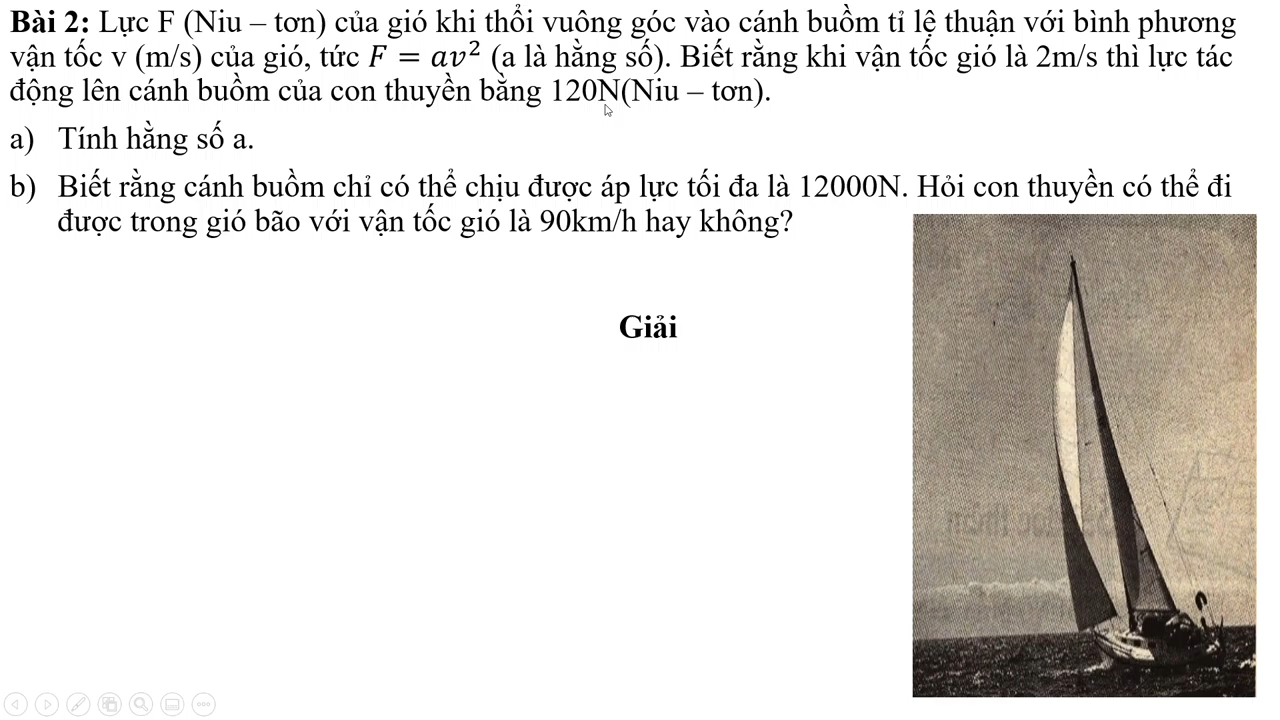 Bài 2: Lực F (Niu – tơn) của gió khi thổi vuông góc vào cánh buồm tỉ lệ thuận với bình phương
vận tốc v (m/s) của gió, tức F = av² (a là hằng số). Biết rằng khi vận tốc gió là 2m/s thì lực tác
động lên cánh buồm của con thuyền bằng 120N(Niu – tơn).
a) Tính hằng số a.
b) Biết rằng cánh buồm chỉ có thể chịu được áp lực tối đa là 12000N. Hỏi con thuyền có thể đi
được trong gió bão với vận tốc gió là 90km/h hay không?
Giải